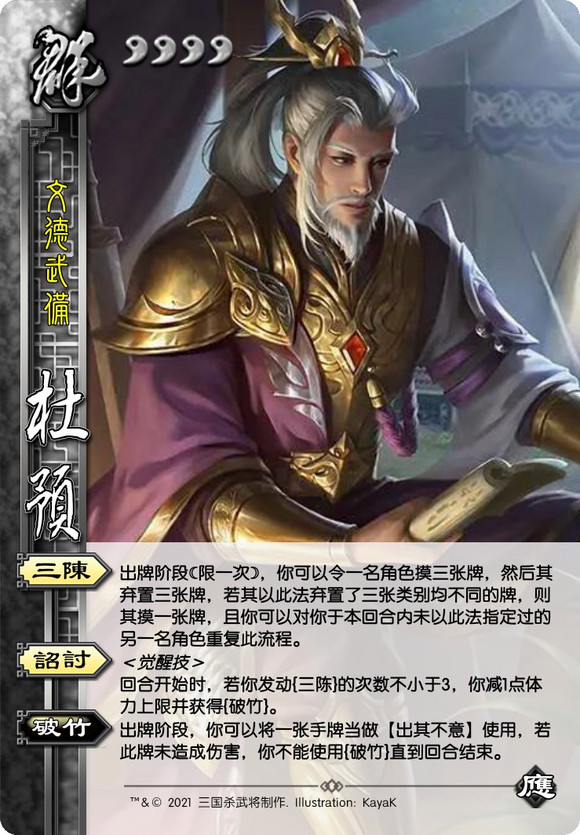 群
文德武備
杜預
三陳
出牌阶段(限一次)，你可以令一名角色摸三张牌，然后其
弃置三张牌，若其以此法弃置了三张类别均不同的牌，则
其摸一张牌，且你可以对你于本回合内未以此法指定过的
另一名角色重复此流程。
詔討
<觉醒技>
回合开始时，若你发动{三陈}的次数不小于3，你减1点体
力上限并获得{破竹}。
破竹
出牌阶段，你可以将一张手牌当做【出其不意】使用，若
此牌未造成伤害，你不能使用{破竹}直到回合结束。
™&© 2021 三国杀武将制作. Illustration: KayaK
應